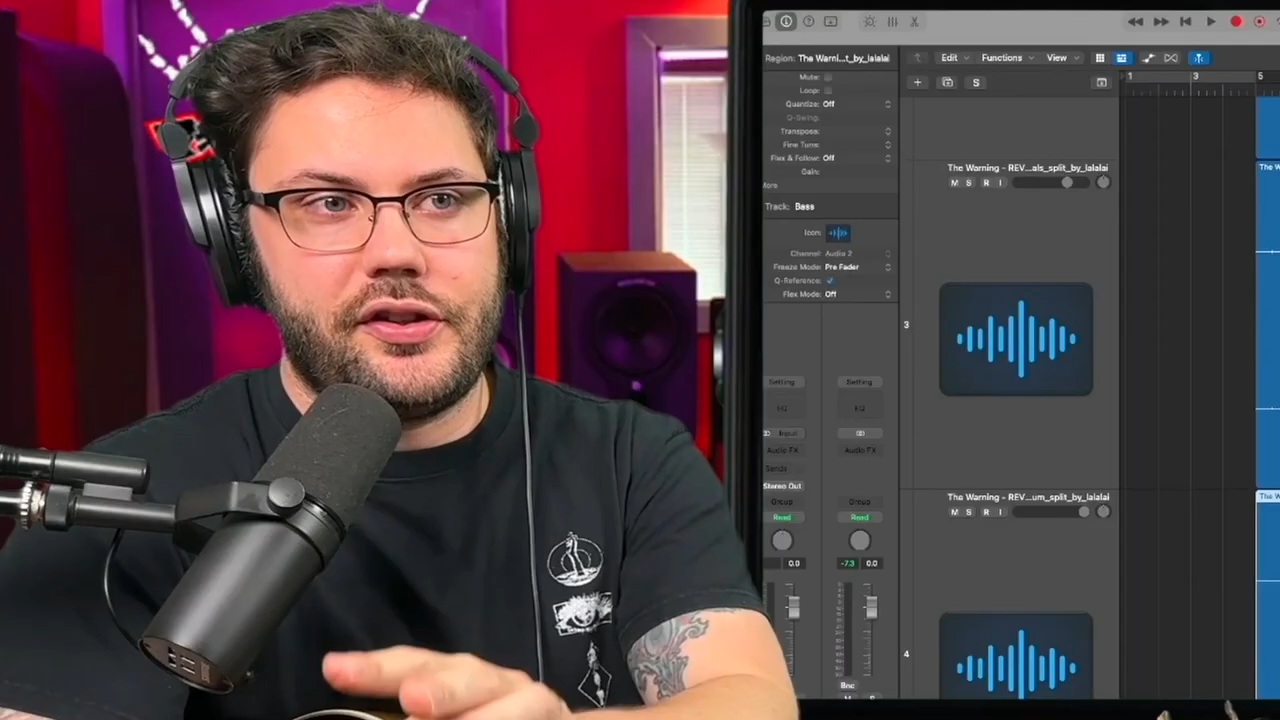 Region: The Warni...t_by_lalalai
Mute:
Loop:
Quantize: Off
Q-Swing:
Transpose:
Fine Tune:
Flex & Follow: Off
Gain:
More
Track: Bass
Icon:
Channel: Audio 2
Freeze Mode: Pre Fader
Q-Reference:
Flex Mode: Off
Setting Setting
EQ EQ
Input
Audio FX Audio FX
Sends
Stereo Out
Group Group
Read Read
0.0 -7.3 0.0
Bnc
M S
Edit Functions View
S
1 3 5
The Warning - REV...als_split_by_lalalai
M S R I
3
The Warning - REV...um_split_by_lalalai
M S R I
4
The W
The W